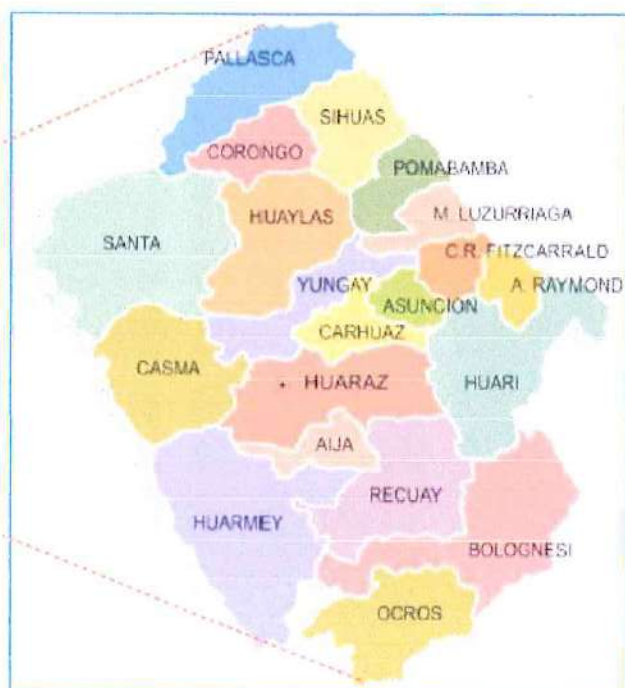 PALLASCA
SIHUAS
CORONGO
POMABAMBA
HUAYLAS
M. LUZURRIAGA
SANTA
C.R. FITZCARRALD
YUNGAY
A. RAYMOND
ASUNCION
CARHUAZ
CASMA
HUARAZ
HUARI
AIJA
RECUAY
HUARMEY
BOLOGNESI
OCROS